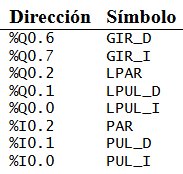 Dirección Símbolo
%Q0.6 GIR_D
%Q0.7 GIR_I
%Q0.2 LPAR
%Q0.1 LPUL_D
%Q0.0 LPUL_I
%I0.2 PAR
%I0.1 PUL_D
%I0.0 PUL_I